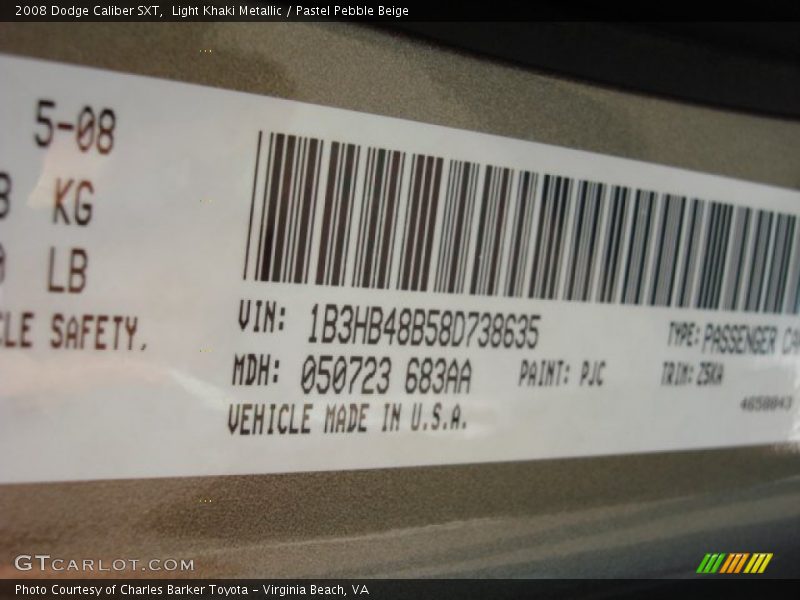 2008 Dodge Caliber SXT,  Light Khaki Metallic / Pastel Pebble Beige
5-08
KG
LB
LE SAFETY.
VIN: 1B3HB48B58D738635
MDH: 050723 683AA
VEHICLE MADE IN U.S.A.
PAINT: PJC
TYPE: PASSENGER CA
TRIM: Z5KA
4650043
GTCARLOT.COM
Photo Courtesy of Charles Barker Toyota - Virginia Beach, VA